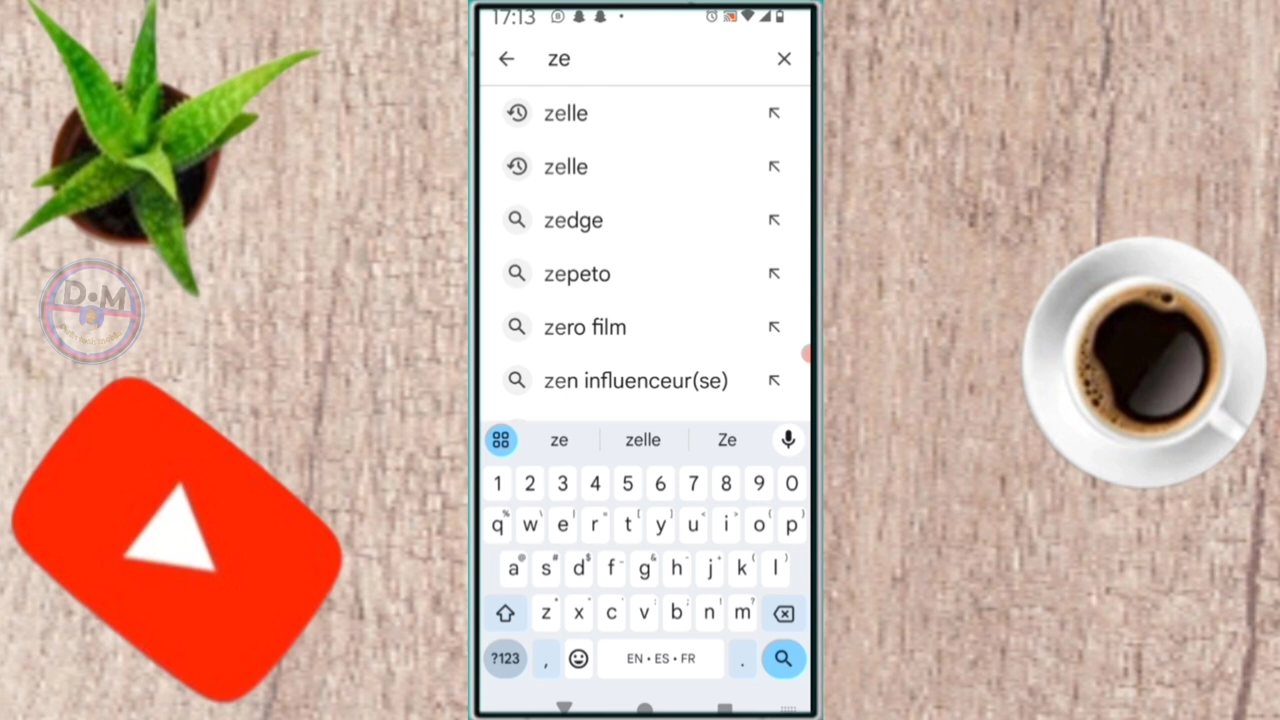 17:13
ze
zelle
zelle
zedge
zepeto
zero film
zen influenceur(se)
ze zelle Ze
1 2 3 4 5 6 7 8 9 0
q w e r t y u i o p
a s d f g h j k l
z x c v b n m
?123 , EN • ES • FR .
D•M